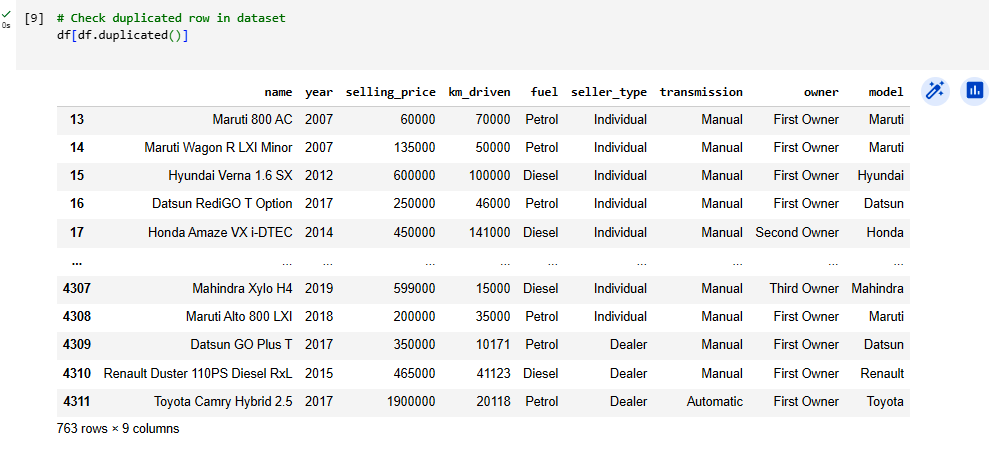 [9] # Check duplicated row in dataset
0s df[df.duplicated()]
name year selling_price km_driven fuel seller_type transmission owner model
13 Maruti 800 AC 2007 60000 70000 Petrol Individual Manual First Owner Maruti
14 Maruti Wagon R LXI Minor 2007 135000 50000 Petrol Individual Manual First Owner Maruti
15 Hyundai Verna 1.6 SX 2012 600000 100000 Diesel Individual Manual First Owner Hyundai
16 Datsun RediGO T Option 2017 250000 46000 Petrol Individual Manual First Owner Datsun
17 Honda Amaze VX i-DTEC 2014 450000 141000 Diesel Individual Manual Second Owner Honda
... ... ... ... ... ... ... ... ... ...
4307 Mahindra Xylo H4 2019 599000 15000 Diesel Individual Manual Third Owner Mahindra
4308 Maruti Alto 800 LXI 2018 200000 35000 Petrol Individual Manual First Owner Maruti
4309 Datsun GO Plus T 2017 350000 10171 Petrol Dealer Manual First Owner Datsun
4310 Renault Duster 110PS Diesel RxL 2015 465000 41123 Diesel Dealer Manual First Owner Renault
4311 Toyota Camry Hybrid 2.5 2017 1900000 20118 Petrol Dealer Automatic First Owner Toyota
763 rows × 9 columns